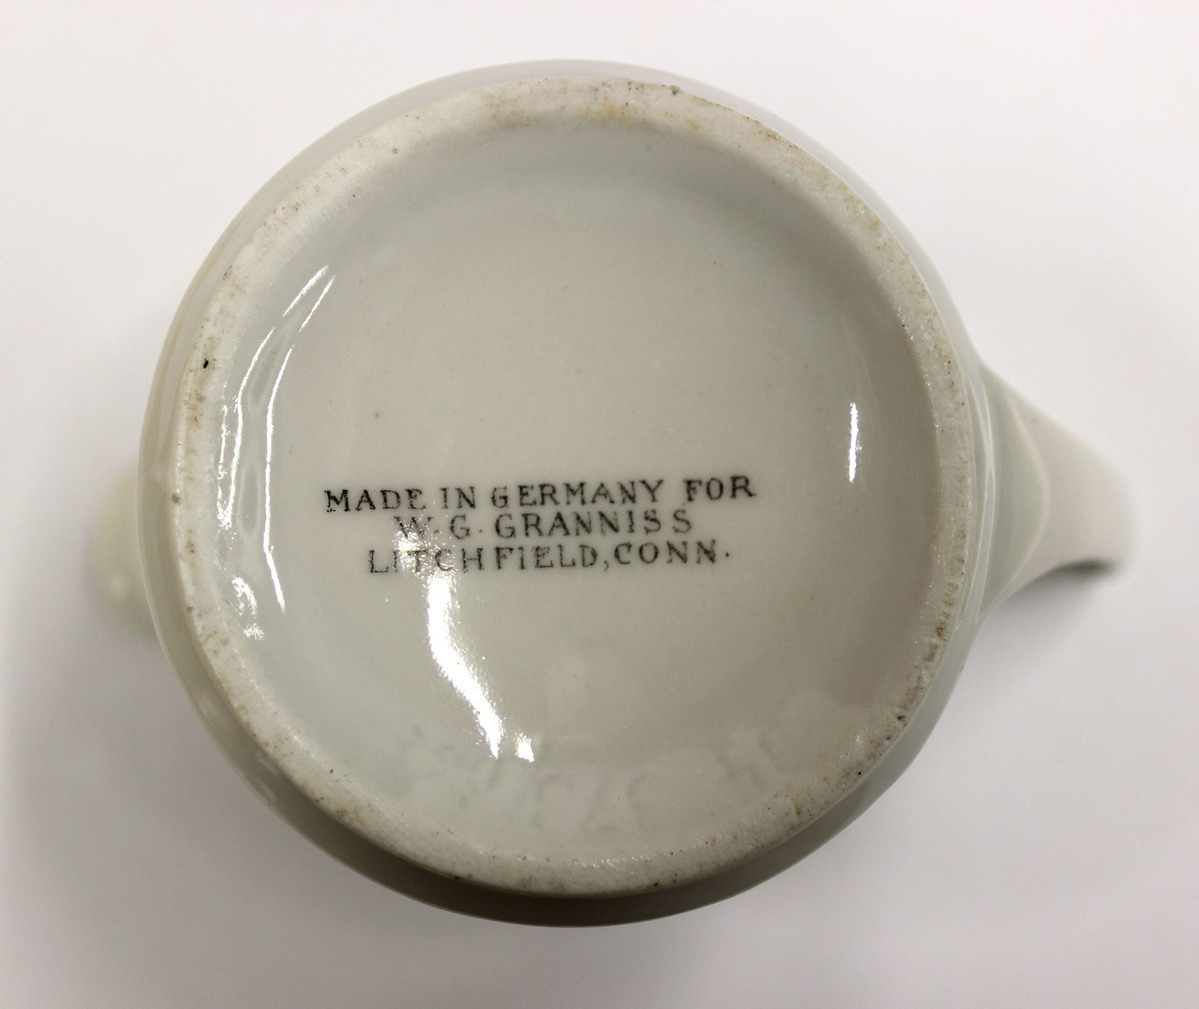 MADE IN GERMANY FOR
W. G. GRANNISS
LITCHFIELD, CONN.